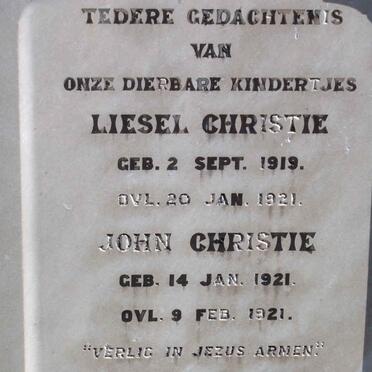 TEDERE GEDACHTENIS
VAN
ONZE DIERBARE KINDERTJES
LIESEL CHRISTIE
GEB. 2 SEPT. 1919.
OVL. 20 JAN. 1921.
JOHN CHRISTIE
GEB. 14 JAN. 1921.
OVL. 9 FEB. 1921.
"VERLIG IN JEZUS ARMEN."